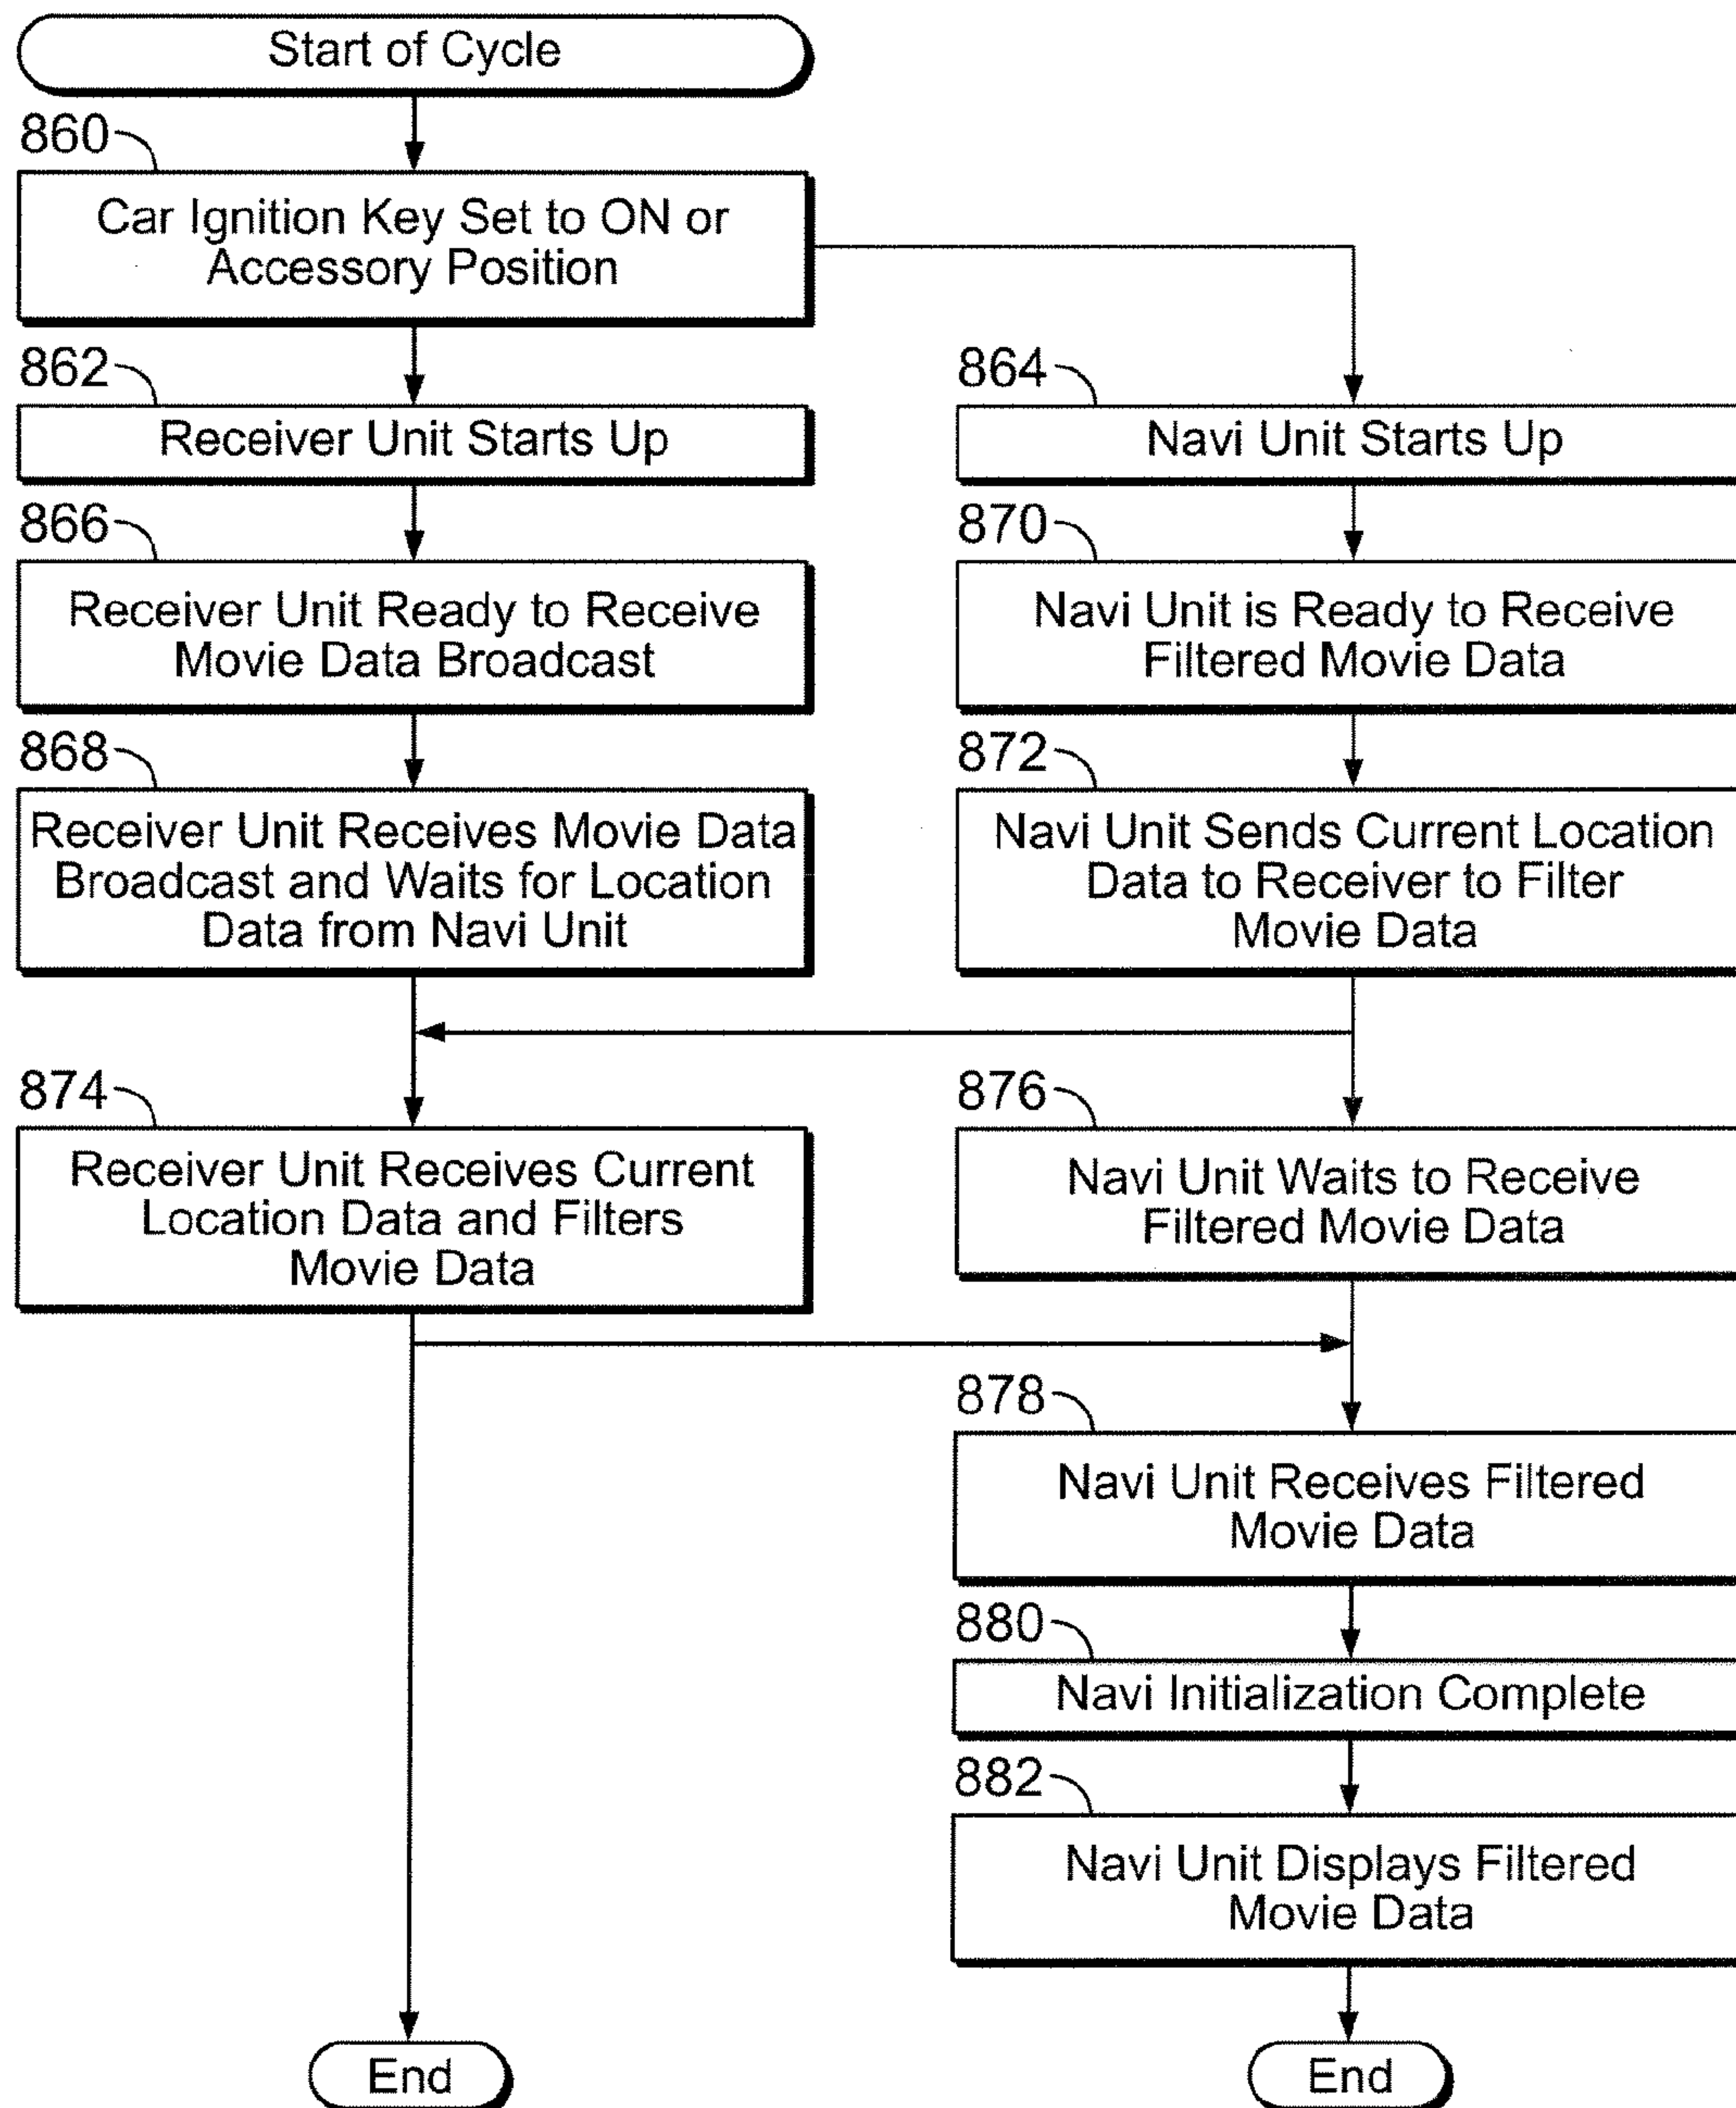 Start of Cycle
860
Car Ignition Key Set to ON or
Accessory Position
862
Receiver Unit Starts Up
864
Navi Unit Starts Up
866
Receiver Unit Ready to Receive
Movie Data Broadcast
870
Navi Unit is Ready to Receive
Filtered Movie Data
868
Receiver Unit Receives Movie Data
Broadcast and Waits for Location
Data from Navi Unit
872
Navi Unit Sends Current Location
Data to Receiver to Filter
Movie Data
874
Receiver Unit Receives Current
Location Data and Filters
Movie Data
876
Navi Unit Waits to Receive
Filtered Movie Data
878
Navi Unit Receives Filtered
Movie Data
880
Navi Initialization Complete
882
Navi Unit Displays Filtered
Movie Data
End
End